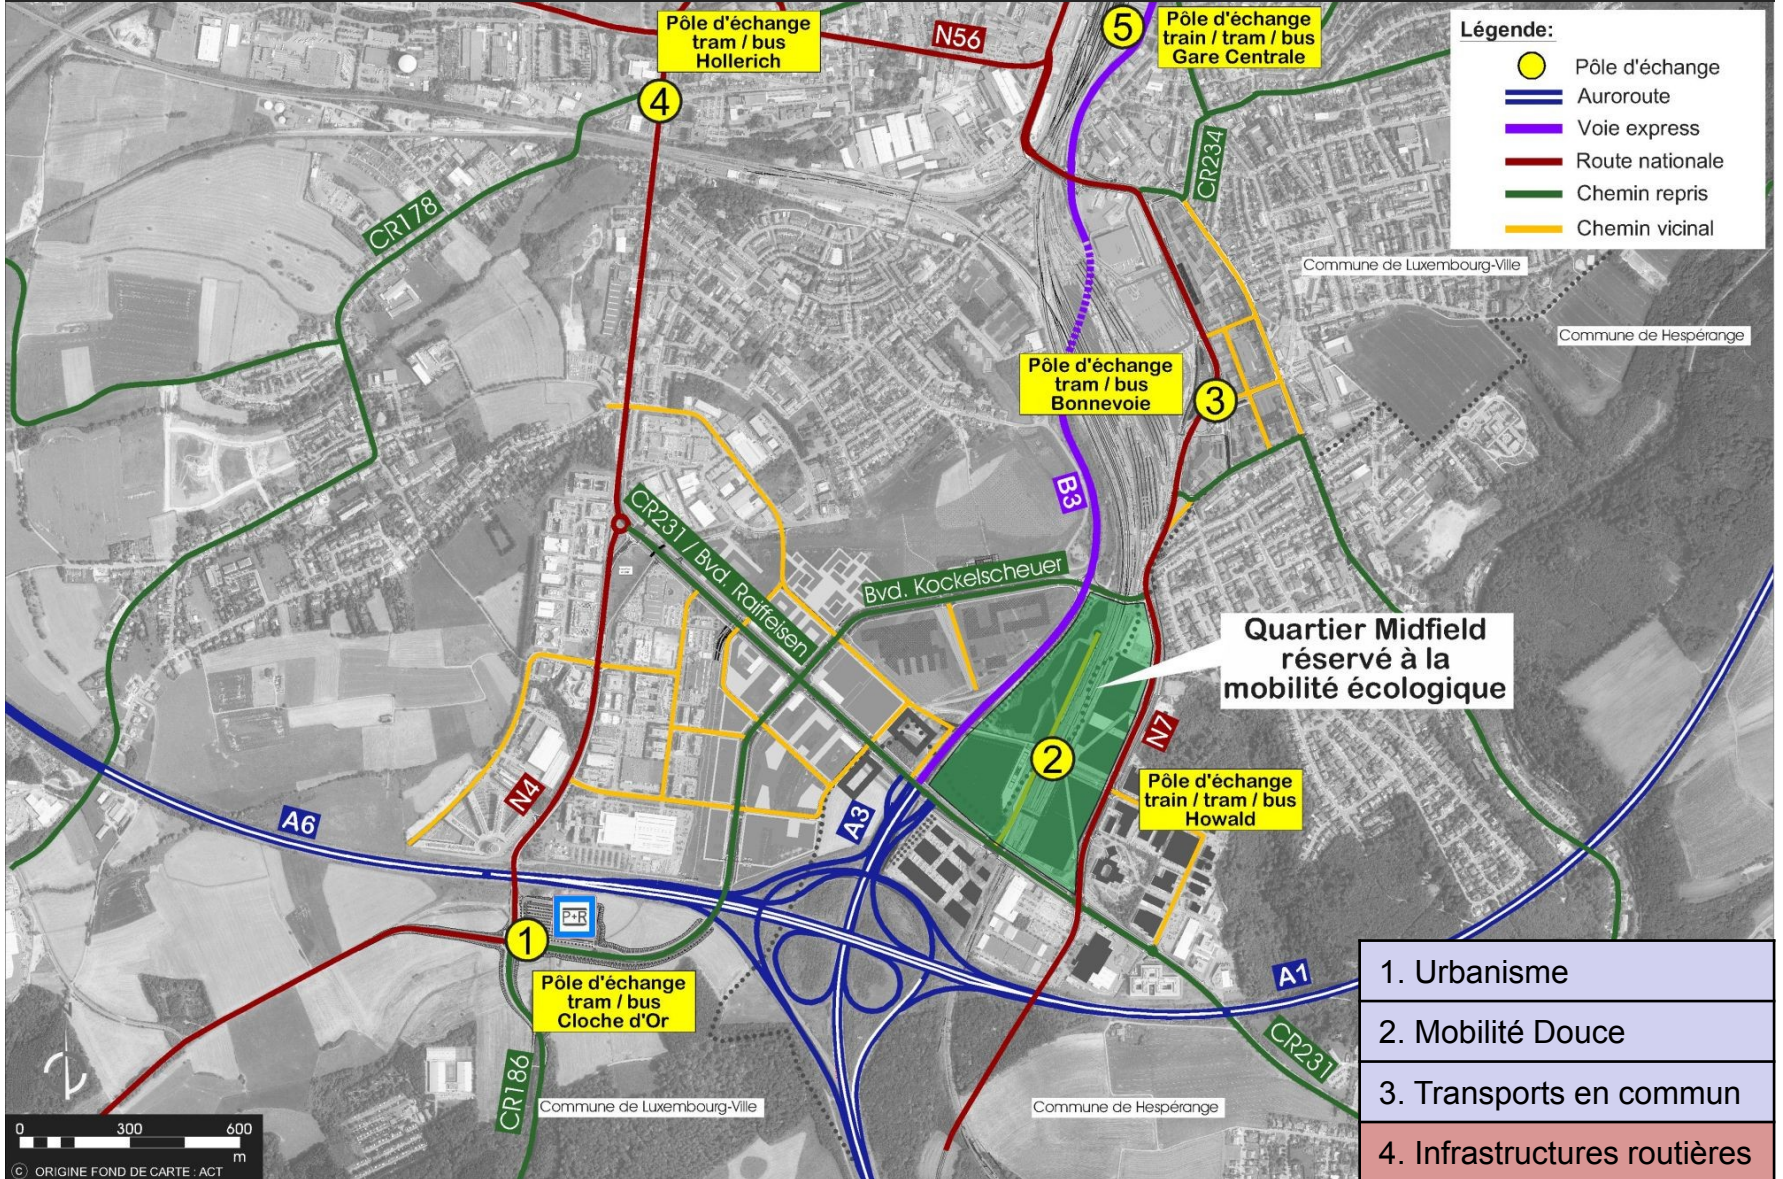 Pôle d'échange
tram / bus
Hollerich
N56
5
Pôle d'échange
train / tram / bus
Gare Centrale
Légende:
Pôle d'échange
Auroroute
Voie express
Route nationale
Chemin repris
Chemin vicinal
4
CR234
CR178
Commune de Luxembourg-Ville
Commune de Hespérange
Pôle d'échange
tram / bus
Bonnevoie
3
B3
CR231 / Bvd. Raiffeisen
Bvd. Kockelscheuer
Quartier Midfield
réservé à la
mobilité écologique
N7
2
N4
A6
A3
Pôle d'échange
train / tram / bus
Howald
P+R
1
Pôle d'échange
tram / bus
Cloche d'Or
A1
CR231
CR186
Commune de Luxembourg-Ville
Commune de Hespérange
0 300 600
m
© ORIGINE FOND DE CARTE : ACT
1. Urbanisme
2. Mobilité Douce
3. Transports en commun
4. Infrastructures routières